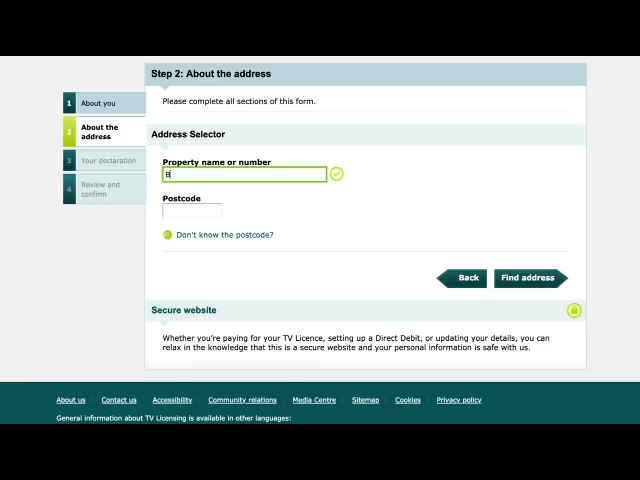 Step 2: About the address
1 About you
2 About the
address
3 Your declaration
4 Review and
confirm
Please complete all sections of this form.
Address Selector
Property name or number
B
Postcode
Don't know the postcode?
Back
Find address
Secure website
Whether you're paying for your TV Licence, setting up a Direct Debit, or updating your details, you can
relax in the knowledge that this is a secure website and your personal information is safe with us.
About us Contact us Accessibility Community relations Media Centre Sitemap Cookies Privacy policy
General information about TV Licensing is available in other languages: